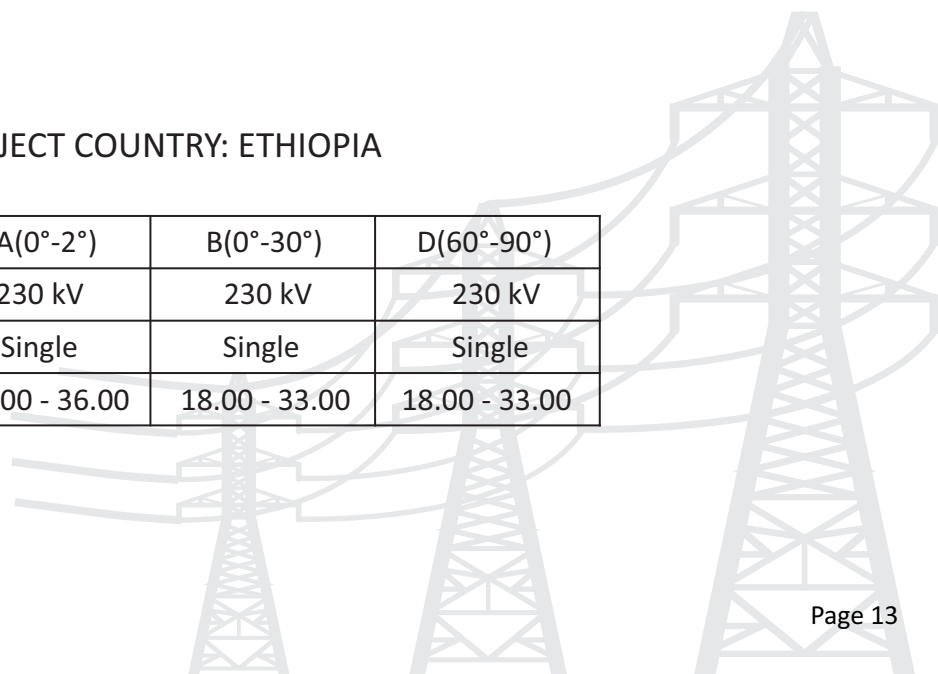 JECT COUNTRY: ETHIOPIA
A(0°-2°) B(0°-30°) D(60°-90°)
230 kV 230 kV 230 kV
Single Single Single
00 - 36.00 18.00 - 33.00 18.00 - 33.00
Page 13